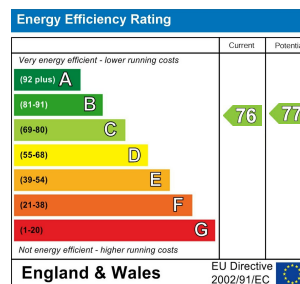 Energy Efficiency Rating
Current
Very energy efficient - lower running costs
(92 plus) A
(81-91) B
(69-80) C
(55-68) D
(39-54) E
(21-38) F
(1-20) G
76
77
Not energy efficient - higher running costs
England & Wales
EU Directive
2002/91/EC